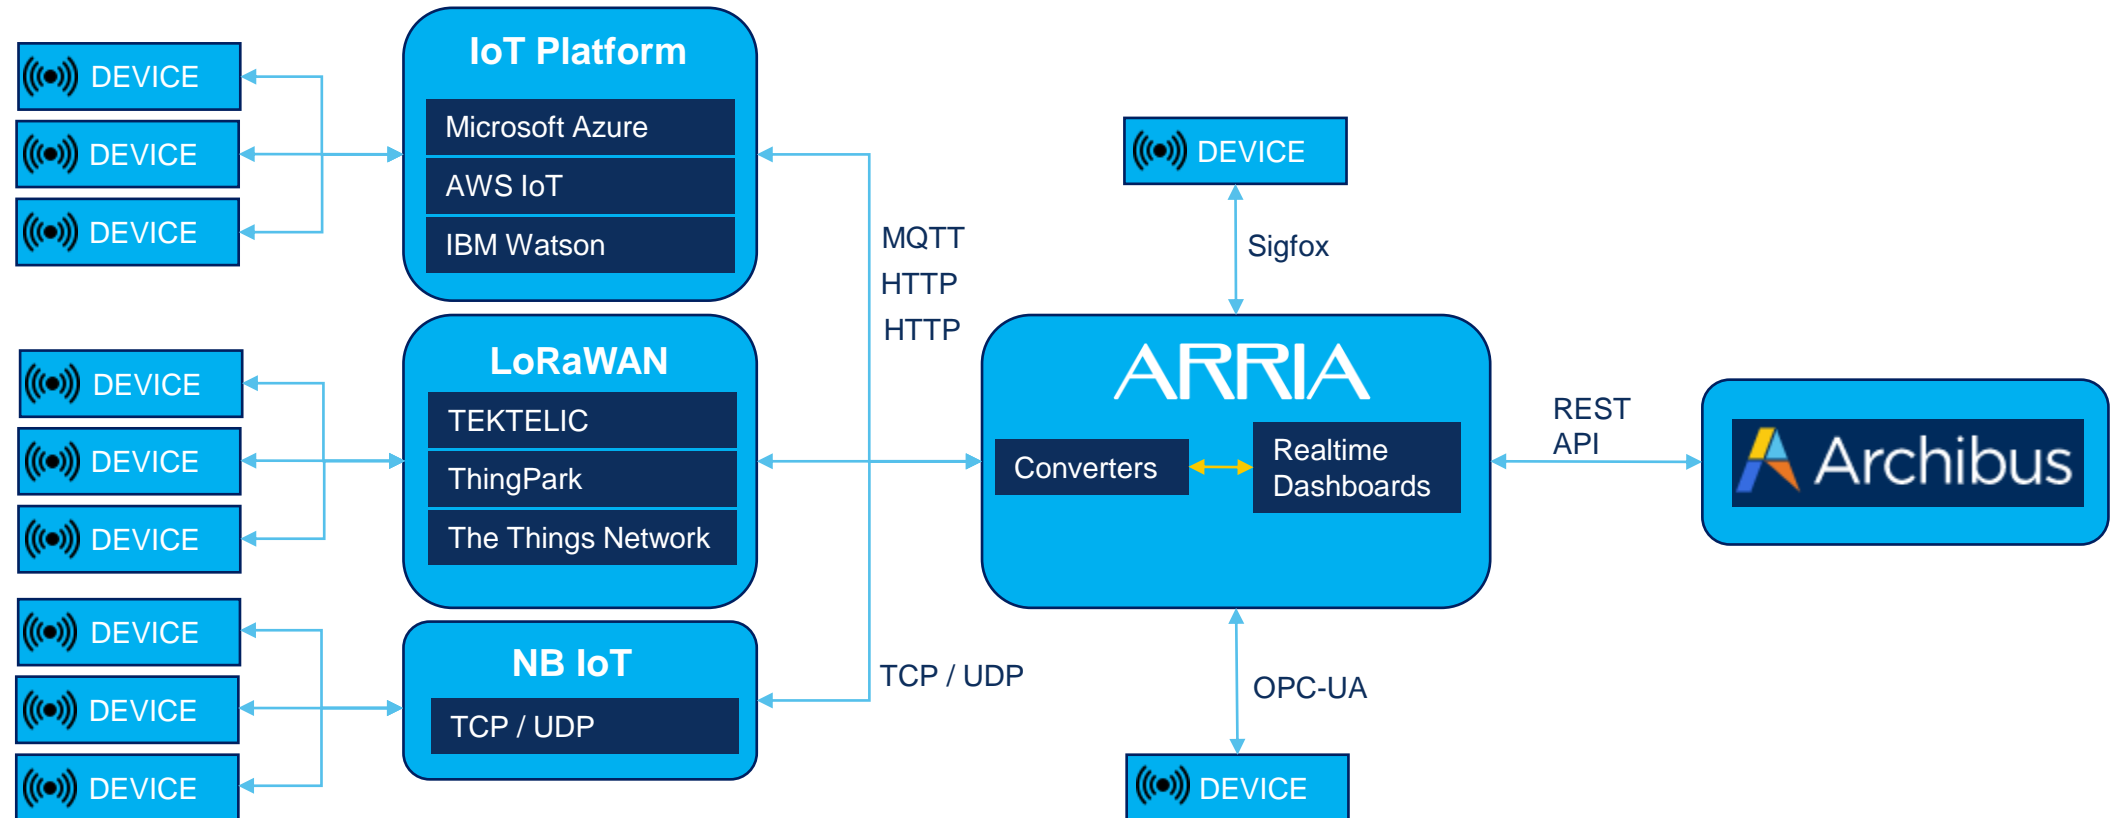 DEVICE
DEVICE
DEVICE
IoT Platform
Microsoft Azure
AWS IoT
IBM Watson
DEVICE
DEVICE
DEVICE
LoRaWAN
TEKTELIC
ThingPark
The Things Network
DEVICE
DEVICE
DEVICE
NB IoT
TCP / UDP
MQTT
HTTP
HTTP
TCP / UDP
DEVICE
Sigfox
ARRIA
Converters
Realtime
Dashboards
OPC-UA
DEVICE
REST
API
Archibus